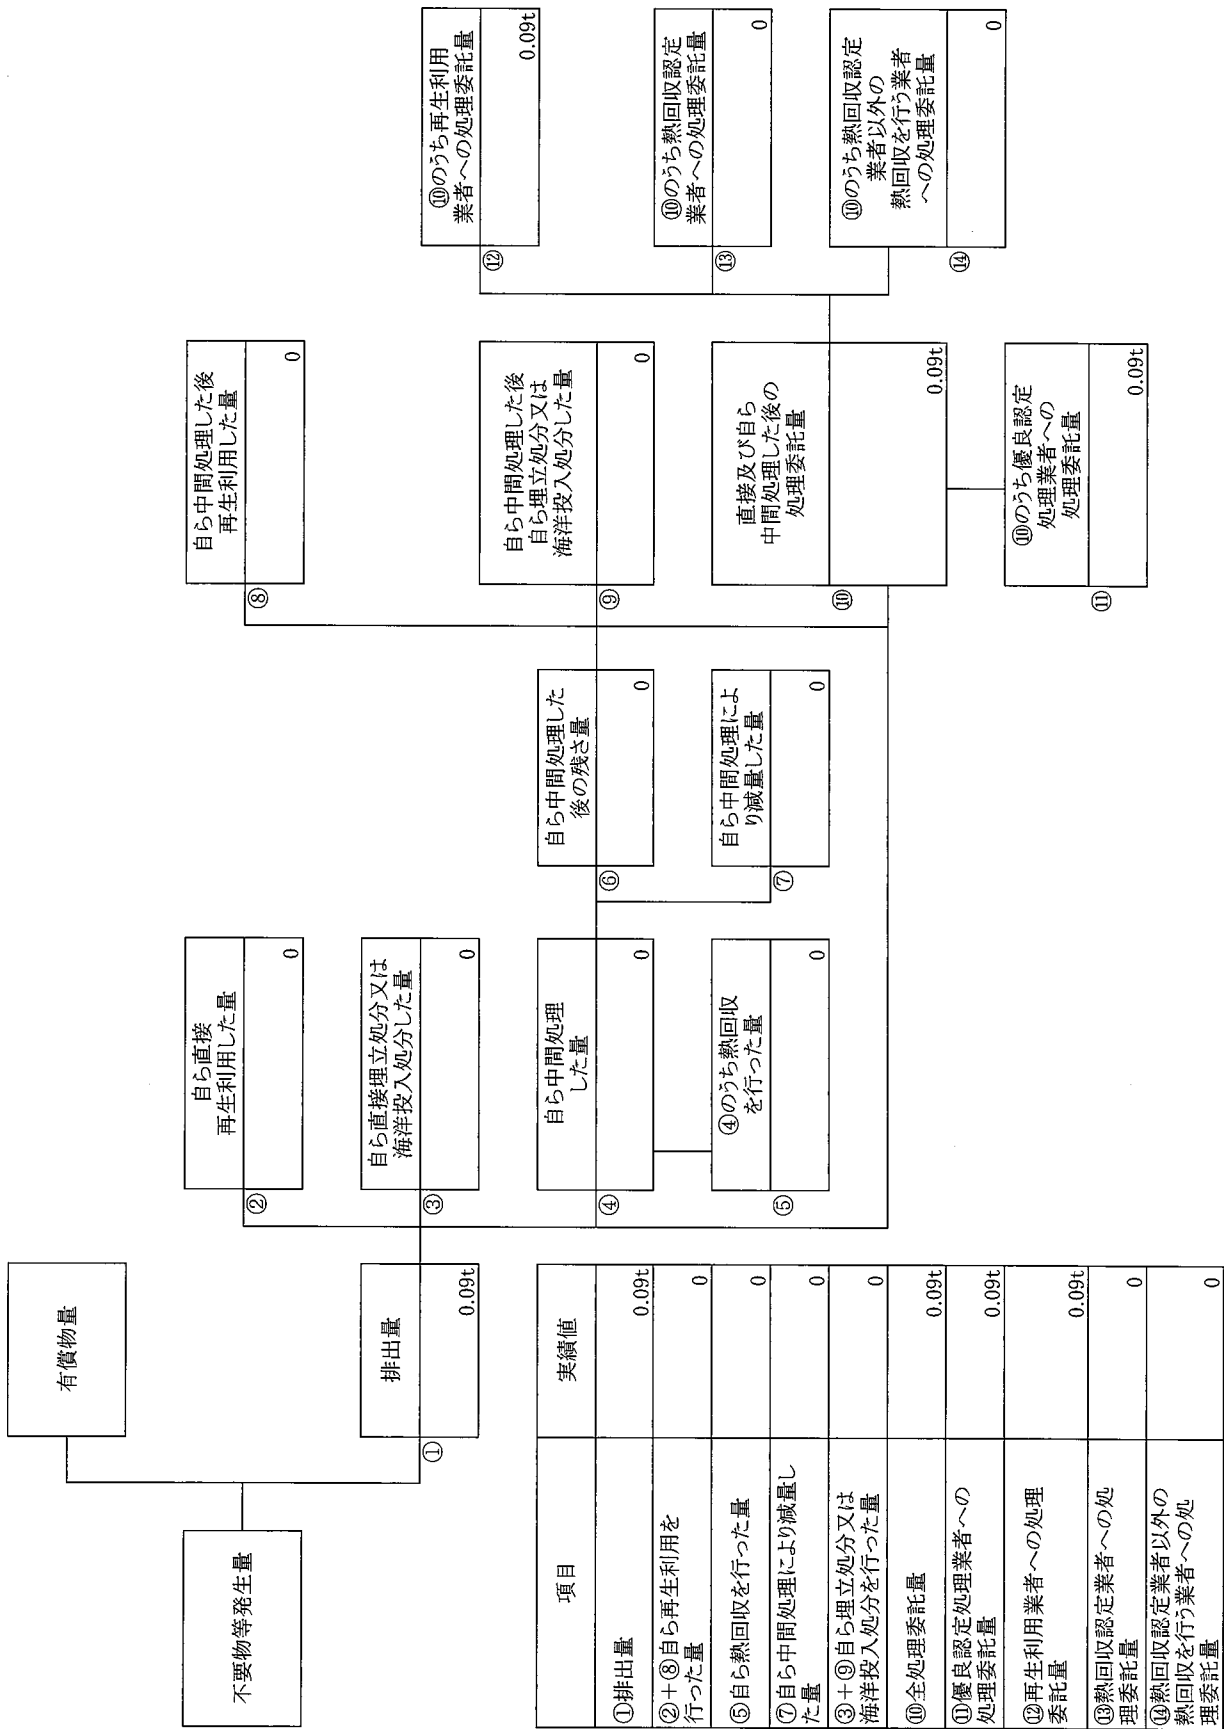 有償物量
不要物等発生量
①
排出量
0.09t
②
自ら直接
再生利用した量
0
③
自ら直接埋立処分又は
海洋投入処分した量
0
④
自ら中間処理
した量
0
⑤
④のうち熱回収
を行った量
0
⑥
自ら中間処理した
後の残さ量
0
⑦
自ら中間処理によ
り減量した量
0
⑧
自ら中間処理した後
再生利用した量
0
⑨
自ら中間処理した後
自ら埋立処分又は
海洋投入処分した量
0
⑩
直接及び自ら
中間処理した後の
処理委託量
0.09t
⑪
⑩のうち優良認定
処理業者への
処理委託量
0.09t
⑫
⑩のうち再生利用
業者への処理委託量
0.09t
⑬
⑩のうち熱回収認定
業者への処理委託量
0
⑭
⑩のうち熱回収認定
業者以外の
熱回収を行う業者
への処理委託量
0
項目 実績値
①排出量 0.09t
②+⑧自ら再生利用を
行った量 0
⑤自ら熱回収を行った量 0
⑦自ら中間処理により減量し
た量 0
③+⑨自ら埋立処分又は
海洋投入処分を行った量 0
⑩全処理委託量 0.09t
⑪優良認定処理業者への
処理委託量 0.09t
⑫再生利用業者への処理
委託量 0.09t
⑬熱回収認定業者への処
理委託量 0
⑭熱回収認定業者以外の
熱回収を行う業者への処
理委託量 0